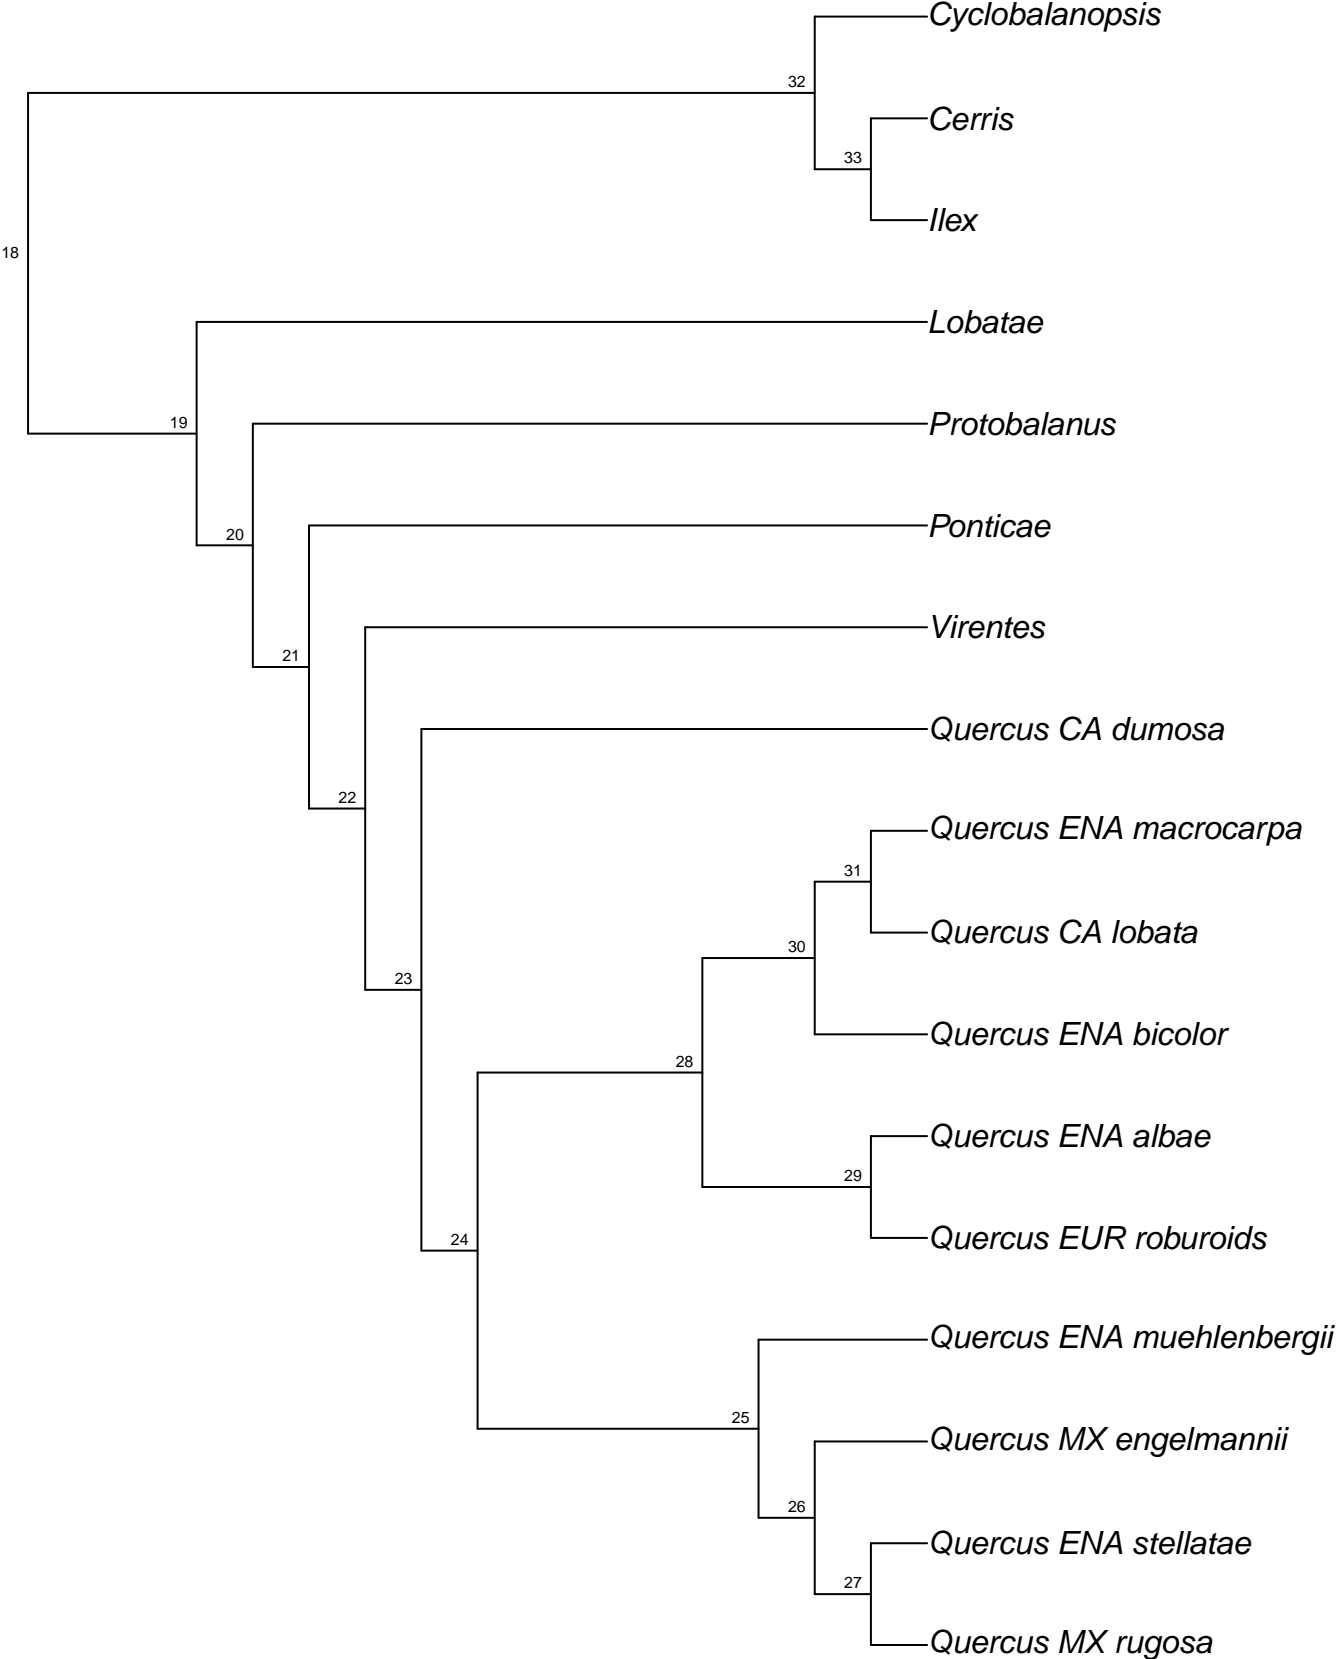 Cyclobalanopsis
32
Cerris
33
Ilex
18
Lobatae
19
Protobalanus
20
Ponticae
21
Virentes
Quercus CA dumosa
22
Quercus ENA macrocarpa
31
Quercus CA lobata
30
23
Quercus ENA bicolor
28
Quercus ENA albae
29
24
Quercus EUR roburoids
Quercus ENA muehlenbergii
25
Quercus MX engelmannii
26
Quercus ENA stellatae
27
Quercus MX rugosa